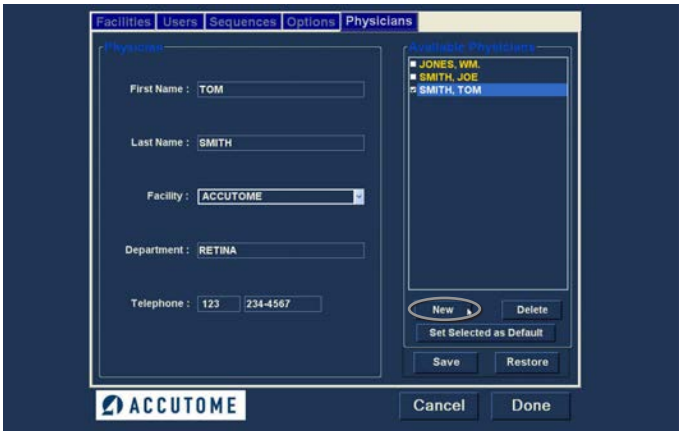 Facilities Users Sequences Options Physicians
Physician
First Name : TOM
Last Name : SMITH
Facility : ACCUTOME
Department : RETINA
Telephone : 123 234-4567
Available Physicians
JONES, WM.
SMITH, JOE
SMITH, TOM
New Delete
Set Selected as Default
Save Restore
ACCUTOME
Cancel Done